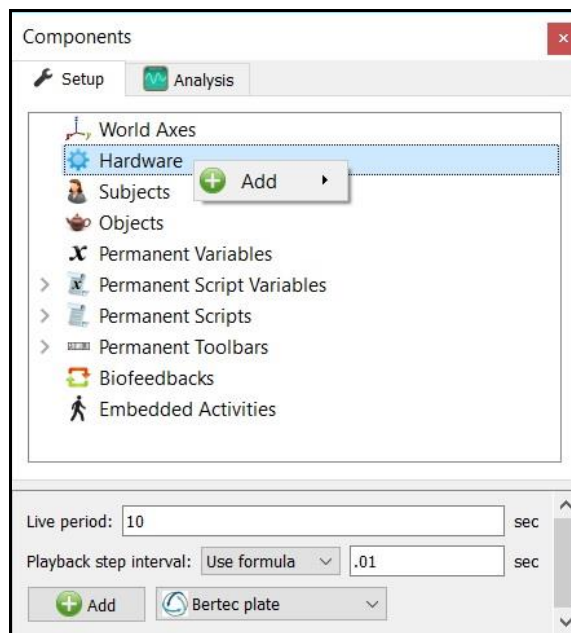 Components
Setup Analysis
World Axes
Hardware
Add
Subjects
Objects
Permanent Variables
Permanent Script Variables
Permanent Scripts
Permanent Toolbars
Biofeedbacks
Embedded Activities
Live period: 10 sec
Playback step interval: Use formula .01 sec
Add Bertec plate